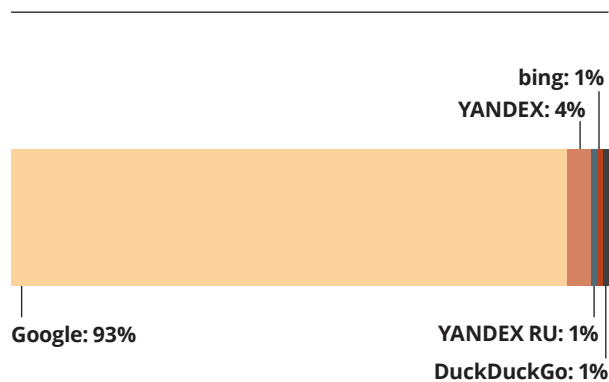 bing: 1%
YANDEX: 4%
Google: 93%
YANDEX RU: 1%
DuckDuckGo: 1%